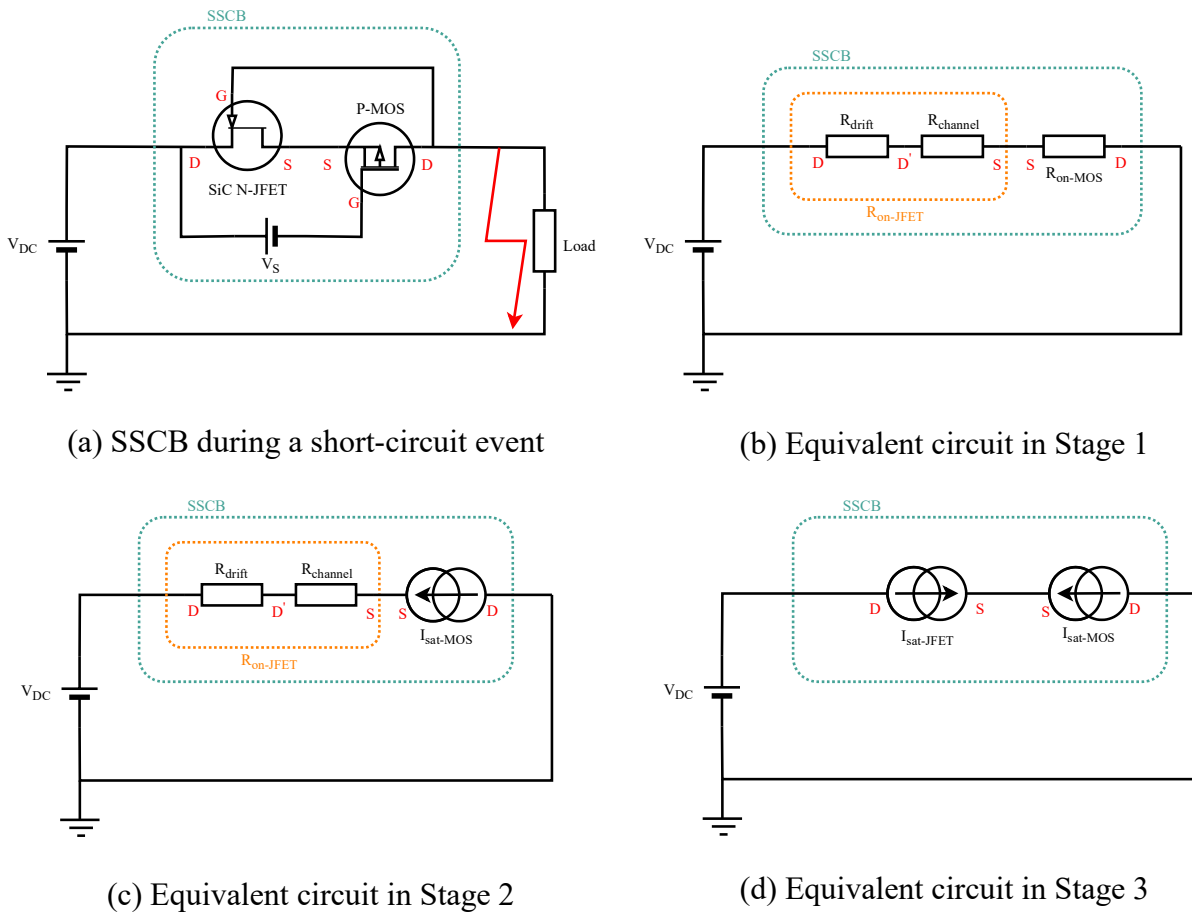 SSCB
G
P-MOS
D
S
S
D
SiC N-JFET
G
V_DC
V_S
Load
(a) SSCB during a short-circuit event
SSCB
R_drift
R_channel
D
D'
S
S
D
R_on-MOS
R_on-JFET
V_DC
(b) Equivalent circuit in Stage 1
SSCB
R_drift
R_channel
D
D'
S
S
D
I_sat-MOS
R_on-JFET
V_DC
(c) Equivalent circuit in Stage 2
SSCB
D
S
S
D
I_sat-JFET
I_sat-MOS
V_DC
(d) Equivalent circuit in Stage 3